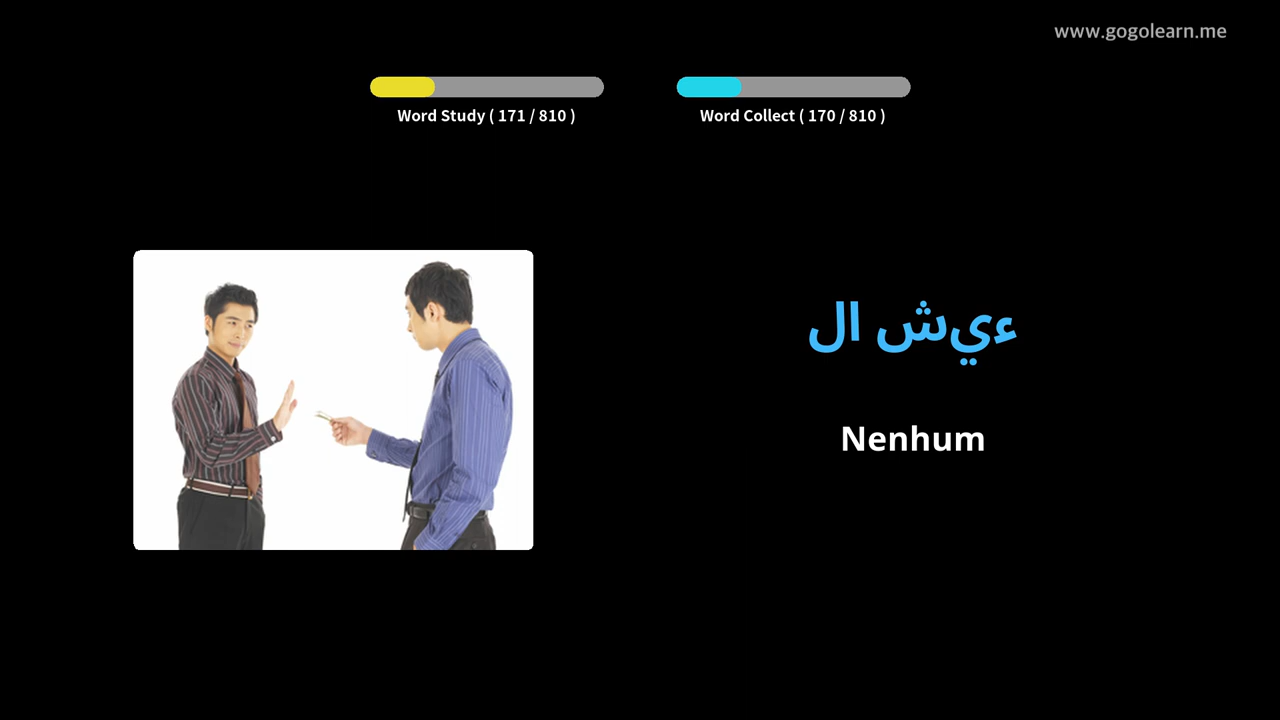 www.gogolearn.me
Word Study ( 171 / 810 )
Word Collect ( 170 / 810 )
ءيش ال
Nenhum